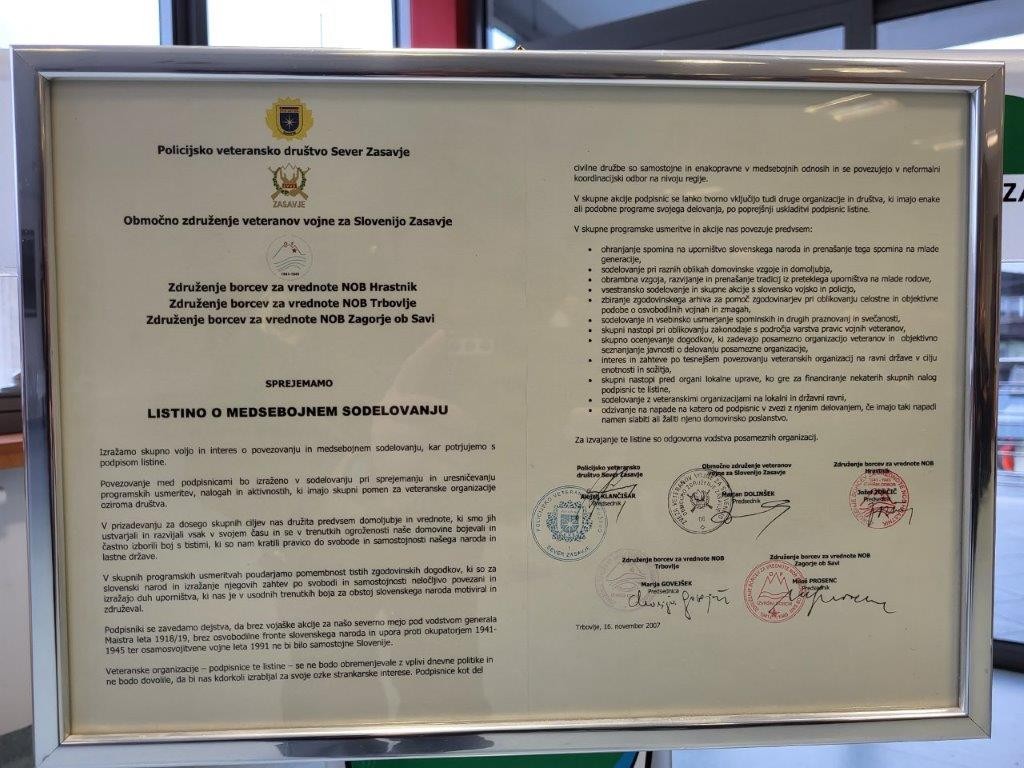 Policijsko veteransko društvo Sever Zasavje
ZASAVJE
Območno združenje veteranov vojne za Slovenijo Zasavje
1941-1945
Združenje borcev za vrednote NOB Hrastnik
Združenje borcev za vrednote NOB Trbovlje
Združenje borcev za vrednote NOB Zagorje ob Savi
SPREJEMAMO
LISTINO O MEDSEBOJNEM SODELOVANJU
Izražamo skupno voljo in interes o povezovanju in medsebojnem sodelovanju, kar potrjujemo s
podpisom listine.
Povezovanje med podpisnicami bo izraženo v sodelovanju pri sprejemanju in uresničevanju
programskih usmeritev, nalogah in aktivnostih, ki imajo skupni pomen za veteranske organizacije
oziroma društva.
V prizadevanju za dosego skupnih ciljev nas družita predvsem domoljubje in vrednote, ki smo jih
ustvarjali in razvijali vsak v svojem času in se v trenutkih ogroženosti naše domovine bojevali in
častno izborili boj s tistimi, ki so nam kratili pravico do svobode in samostojnosti našega naroda in
lastne države.
V skupnih programskih usmeritvah poudarjamo pomembnost tistih zgodovinskih dogodkov, ki so za
slovenski narod in izražanje njegovih zahtev po svobodi in samostojnosti neločljivo povezani in
izražajo duh uporništva, ki nas je v usodnih trenutkih boja za obstoj slovenskega naroda motiviral in
združeval.
Podpisniki se zavedamo dejstva, da brez vojaške akcije za našo severno mejo pod vodstvom generala
Maistra leta 1918/19, brez osvobodilne fronte slovenskega naroda in upora proti okupatorjem 1941-
1945 ter osamosvojitvene vojne leta 1991 ne bi bilo samostojne Slovenije.
Veteranske organizacije – podpisnice te listine – se ne bodo obremenjevale z vplivi dnevne politike in
ne bodo dovolile, da bi nas kdorkoli izrabljal za svoje ozke strankarske interese. Podpisnice kot del
civilne družbe so samostojne in enakopravne v medsebojnih odnosih in se povezujejo v neformalni
koordinacijski odbor na nivoju regije.
V skupne akcije podpisnic se lahko tvorno vključijo tudi druge organizacije in društva, ki imajo enake
ali podobne programe svojega delovanja, po poprejšnji uskladitvi podpisnic listine.
V skupne programske usmeritve in akcije nas povezuje predvsem:
• ohranjanje spomina na uporništvo slovenskega naroda in prenašanje tega spomina na mlade
generacije,
• sodelovanje pri raznih oblikah domovinske vzgoje in domoljubja,
• obrambna vzgoja, razvijanje in prenašanje tradicij iz preteklega uporništva na mlade rodove,
• vsestransko sodelovanje in skupne akcije s slovensko vojsko in policijo,
• zbiranje zgodovinskega arhiva za pomoč zgodovinarjev pri oblikovanju celostne in objektivne
podobe o osvobodilnih vojnah in zmagah,
• sodelovanje in vsebinsko usmerjanje spominskih in drugih praznovanj in svečanosti,
• skupni nastopi pri oblikovanju zakonodaje s področja varstva pravic vojnih veteranov,
• skupno ocenjevanje dogodkov, ki zadevajo posamezno organizacijo veteranov in objektivno
seznanjanje javnosti o delovanju posamezne organizacije,
• interes in zahteve po tesnejšem povezovanju veteranskih organizacij na ravni države v cilju
enotnosti in sožitja,
• skupni nastopi pred organi lokalne uprave, ko gre za financiranje nekaterih skupnih nalog
podpisnic te listine,
• sodelovanje z veteranskimi organizacijami na lokalni in državni ravni,
• odzivanje na napade na katero od podpisnic v zvezi z njenim delovanjem, če imajo taki napadi
namen slabiti ali žaliti njeno domovinsko poslanstvo.
Za izvajanje te listine so odgovorna vodstva posameznih organizacij.
Policijsko veteransko
društvo Sever Zasavje
Alojz KLANČIŠAR
Območno združenje veteranov
vojne za Slovenijo Zasavje
Marjan DOLINŠEK
Predsednik
Združenje borcev za vrednote NOB
Hrastnik
Predsednik
Združenje borcev za vrednote NOB
Trbovlje
Marija GOVEJŠEK
Predsednica
Združenje borcev za vrednote NOB
Zagorje ob Savi
Miloš PROSENC
Predsednik
Trbovlje, 16. november 2007
ZA